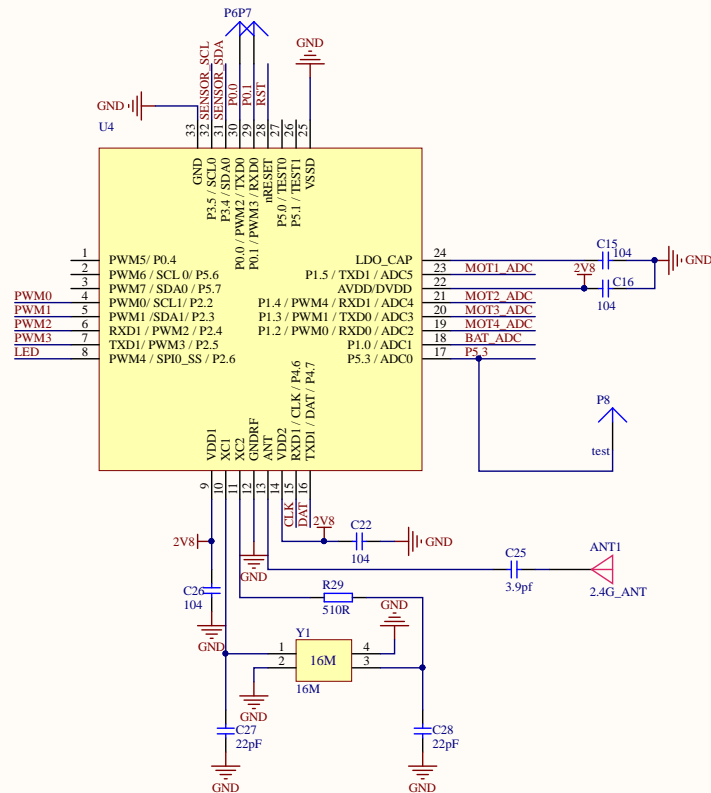 P6P7
GND
SENSOR_SCL
SENSOR_SDA
P0.0
P0.1
RST
GND
U4
33
32
31
30
29
28
27
26
25
GND
P3.5 / SCL0
P3.4 / SDA0
P0.0 / PWM2 / TXD0
P0.1 / PWM3 / RXD0
nRESET
P5.0 / TEST0
P5.1 / TEST1
VSSD
1 PWM5/ P0.4
2 PWM6 / SCL 0/ P5.6
3 PWM7 / SDA0 / P5.7
PWM0 4 PWM0/ SCL1/ P2.2
PWM1 5 PWM1 /SDA1/ P2.3
PWM2 6 RXD1 / PWM2 / P2.4
PWM3 7 TXD1/ PWM3 / P2.5
LED 8 PWM4 / SPI0_SS / P2.6
LDO_CAP 24
P1.5 / TXD1 / ADC5 23 MOT1_ADC
AVDD/DVDD 22
P1.4 / PWM4 / RXD1 / ADC4 21 MOT2_ADC
P1.3 / PWM1 / TXD0 / ADC3 20 MOT3_ADC
P1.2 / PWM0 / RXD0 / ADC2 19 MOT4_ADC
P1.0 / ADC1 18 BAT_ADC
P5.3 / ADC0 17 P5.3
C15
104
GND
2V8
C16
104
P8
test
VDD1
XC1
XC2
GNDRF
ANT
VDD2
RXD1 / CLK / P4.6
TXD1 / DAT / P4.7
9
10
11
12
13
14
15
16
CLK
DAT
2V8
2V8
C22
104
GND
GND
C25
3.9pf
ANT1
2.4G_ANT
C26
104
GND
R29
510R
GND
Y1
1
2
16M
4
3
16M
GND
C27
22pF
GND
C28
22pF
GND